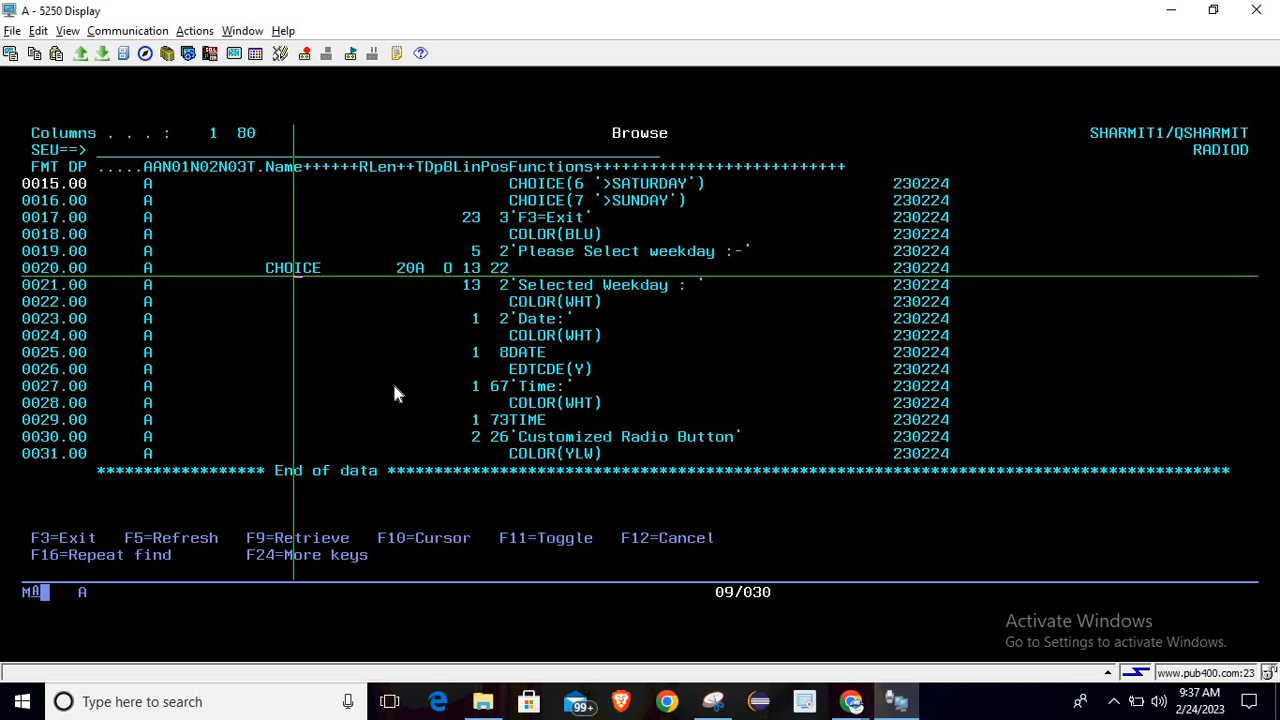 A - 5250 Display
File Edit View Communication Actions Window Help
Columns . . . : 1 80 Browse SHARMIT1/QSHARMIT
SEU==> RADIOD
FMT DP .....AAN01N02N03T.Name++++++RLen++TDpBLinPosFunctions+++++++++++++++++++++++++++
0015.00 A CHOICE(6 '>SATURDAY') 230224
0016.00 A CHOICE(7 '>SUNDAY') 230224
0017.00 A 23 3'F3=Exit' 230224
0018.00 A COLOR(BLU) 230224
0019.00 A 5 2'Please Select weekday :-' 230224
0020.00 A CHOICE 20A O 13 22 230224
0021.00 A 13 2'Selected Weekday : ' 230224
0022.00 A COLOR(WHT) 230224
0023.00 A 1 2'Date:' 230224
0024.00 A COLOR(WHT) 230224
0025.00 A 1 8DATE 230224
0026.00 A EDTCDE(Y) 230224
0027.00 A 1 67'Time:' 230224
0028.00 A COLOR(WHT) 230224
0029.00 A 1 73TIME 230224
0030.00 A 2 26'Customized Radio Button' 230224
0031.00 A COLOR(YLW) 230224
****************** End of data ******************************************************************************************
F3=Exit F5=Refresh F9=Retrieve F10=Cursor F11=Toggle F12=Cancel
F16=Repeat find F24=More keys
MA A 09/030
Activate Windows
Go to Settings to activate Windows.
www.pub400.com:23
Type here to search 99+ 9:37 AM
2/24/2023